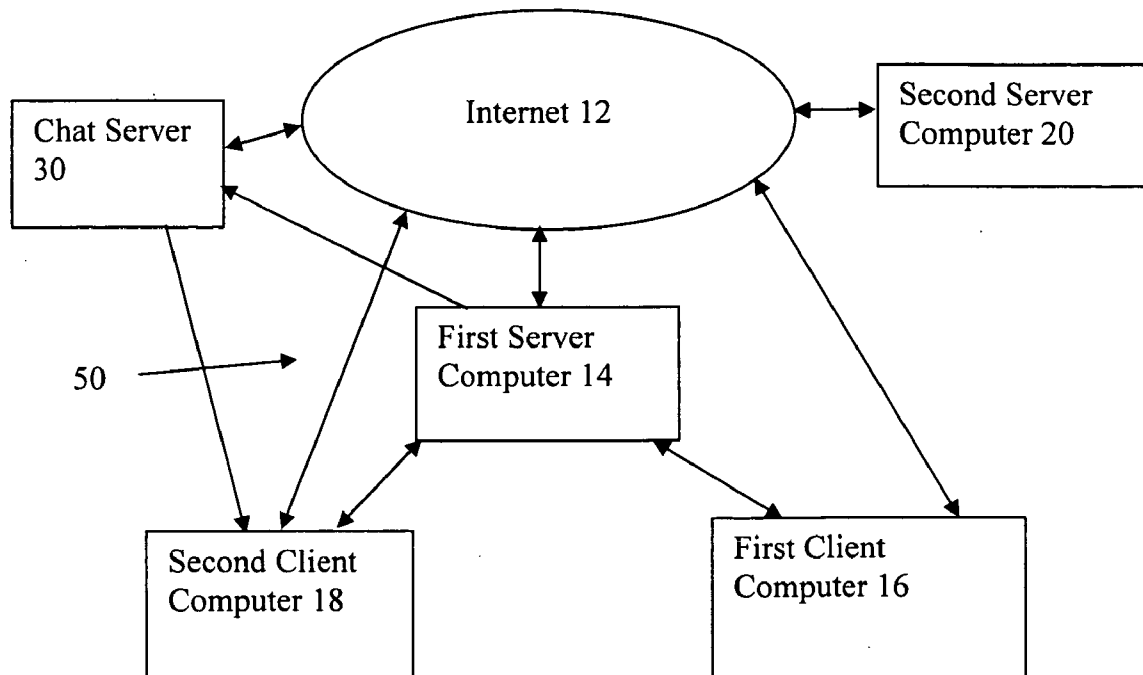 Internet 12
Second Server
Computer 20
Chat Server
30
First Server
Computer 14
50
Second Client
Computer 18
First Client
Computer 16